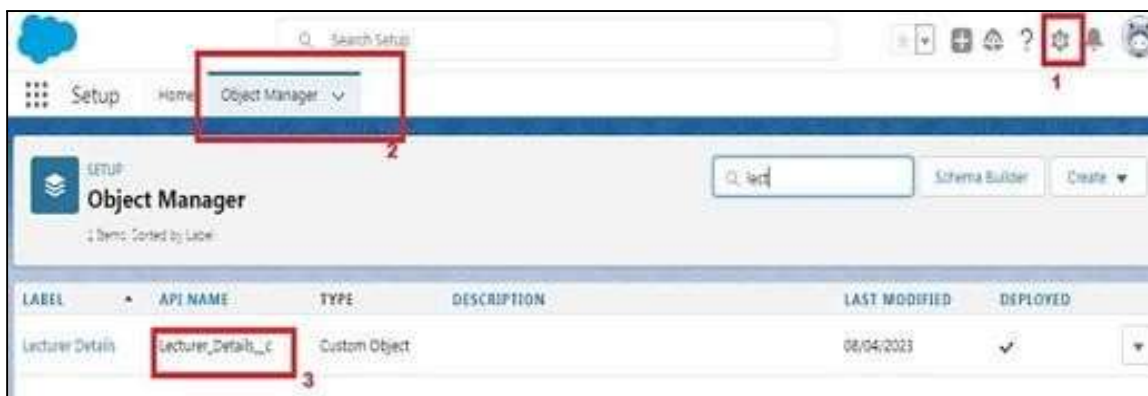 Search Setup
1
Setup Home Object Manager
2
SETUP
Object Manager
Sorted by Label
lect
Schema Builder Create
LABEL API NAME TYPE DESCRIPTION LAST MODIFIED DEPLOYED
Lecturer Details Lecturer_Details__c Custom Object 08/04/2023
3